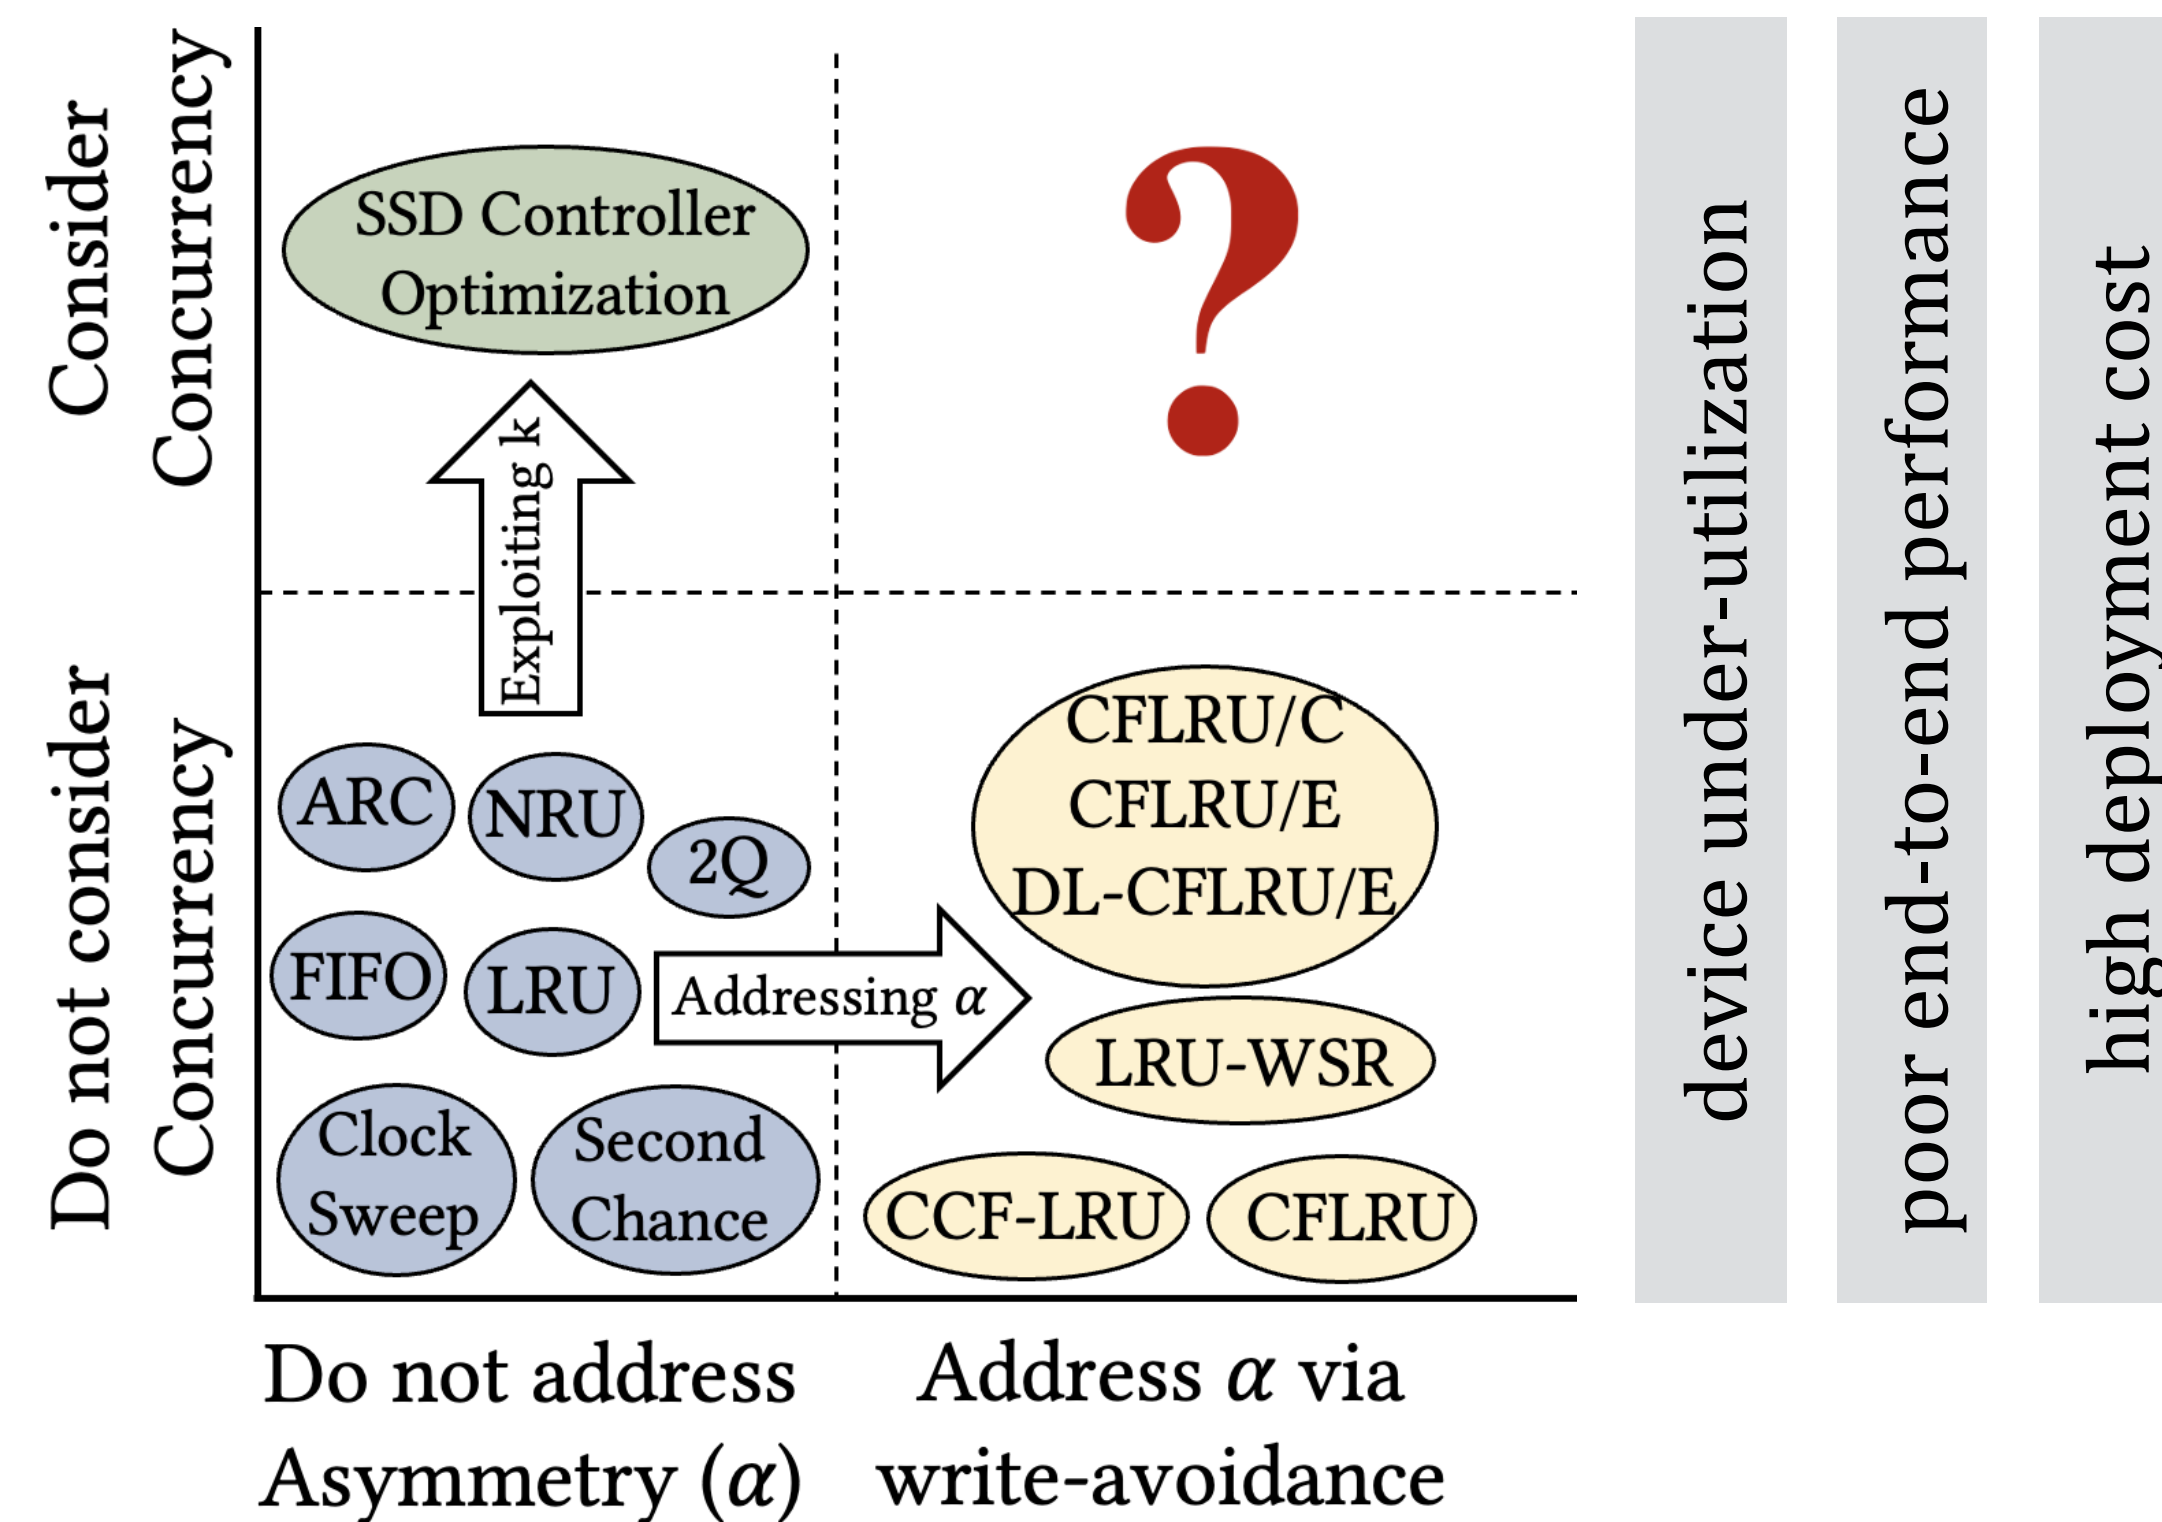 Consider
Concurrency
SSD Controller
Optimization
?
Exploiting k
Do not consider
Concurrency
ARC
NRU
2Q
FIFO
LRU
Addressing α
Clock
Sweep
Second
Chance
CFLRU/C
CFLRU/E
DL-CFLRU/E
LRU-WSR
CCF-LRU
CFLRU
Do not address
Asymmetry (α)
Address α via
write-avoidance
device under-utilization
poor end-to-end performance
high deployment cost